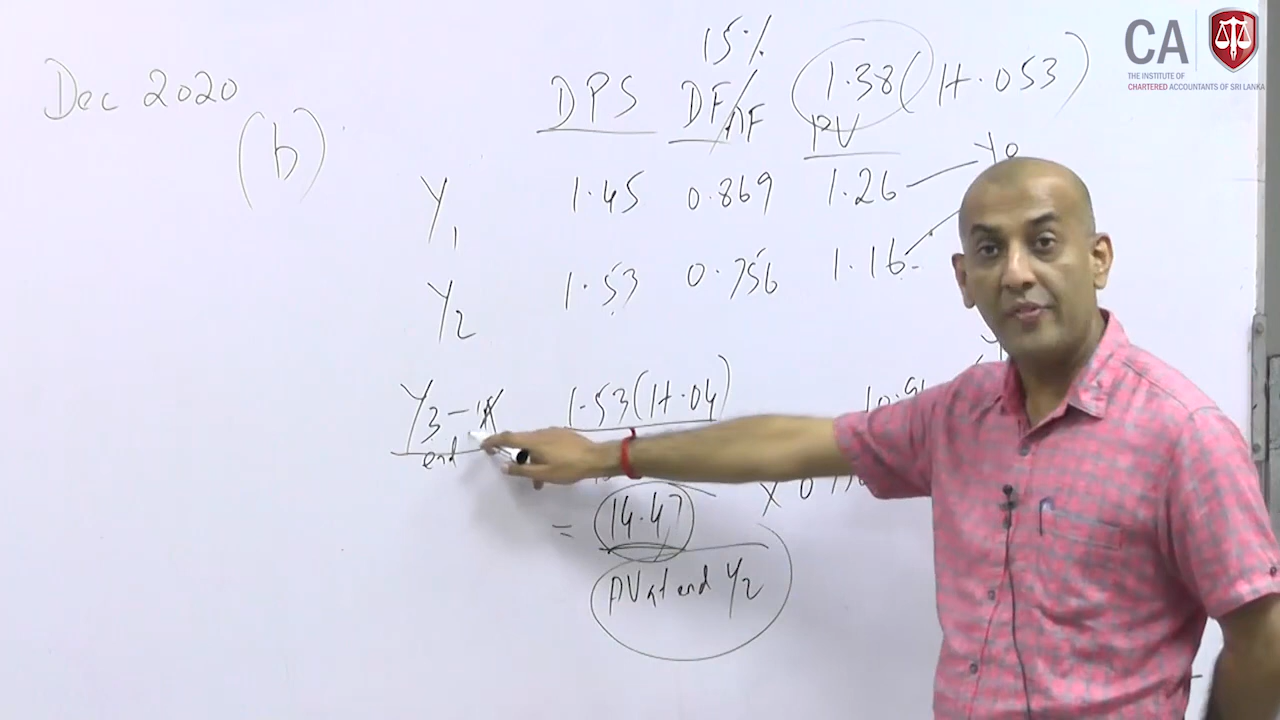 CA
THE INSTITUTE OF
CHARTERED ACCOUNTANTS OF SRI LANKA
Dec 2020
(b)
15%
DPS DF/AF 1.38(1+.053)
PV
Y1 1.45 0.869 1.26 Y0
Y2 1.53 0.756 1.16
Y3 - 1.53(1+.04)
end
= 14.47
PV at end Y2